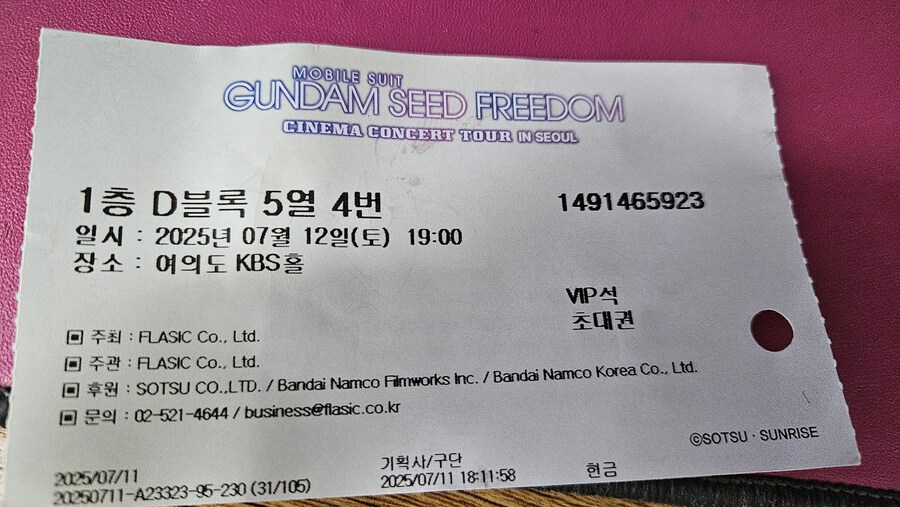 MOBILE SUIT
GUNDAM SEED FREEDOM
CINEMA CONCERT TOUR IN SEOUL
1층 D블록 5열 4번
1491465923
일시 : 2025년 07월 12일(토) 19:00
장소 : 여의도 KBS홀
VIP석
초대권
▣ 주최 : FLASIC Co., Ltd.
▣ 주관 : FLASIC Co., Ltd.
▣ 후원 : SOTSU CO.,LTD. / Bandai Namco Filmworks Inc. / Bandai Namco Korea Co., Ltd.
▣ 문의 : 02-521-4644 / business@flasic.co.kr
©SOTSU · SUNRISE
2025/07/11
20250711-A23323-95-230 (31/105)
기획사/구단
2025/07/11 18:11:58
현금